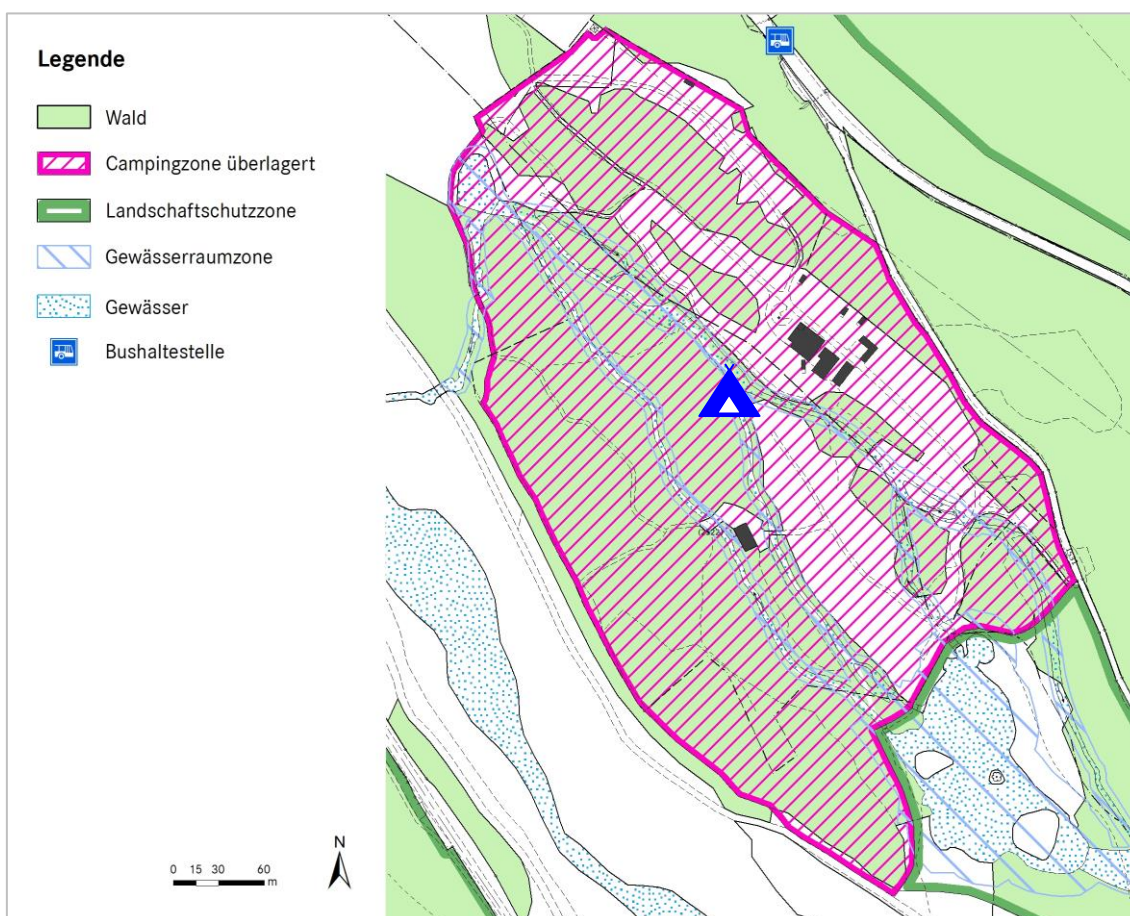 Legende
Wald
Campingzone überlagert
Landschaftschutzzone
Gewässerraumzone
Gewässer
Bushaltestelle
N
0 15 30 60
m